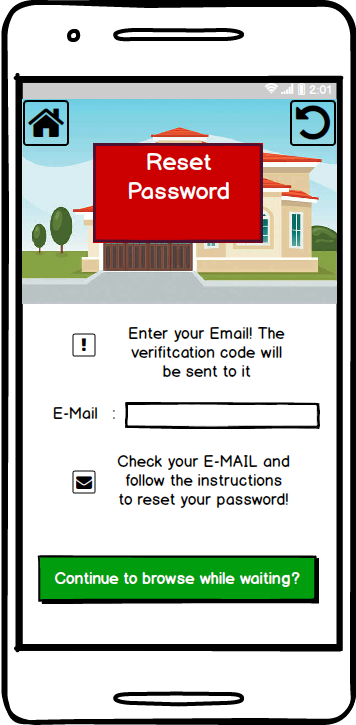 2:01
Reset
Password
!
Enter your Email! The
verifitcation code will
be sent to it
E-Mail :
Check your E-MAIL and
follow the instructions
to reset your password!
Continue to browse while waiting?